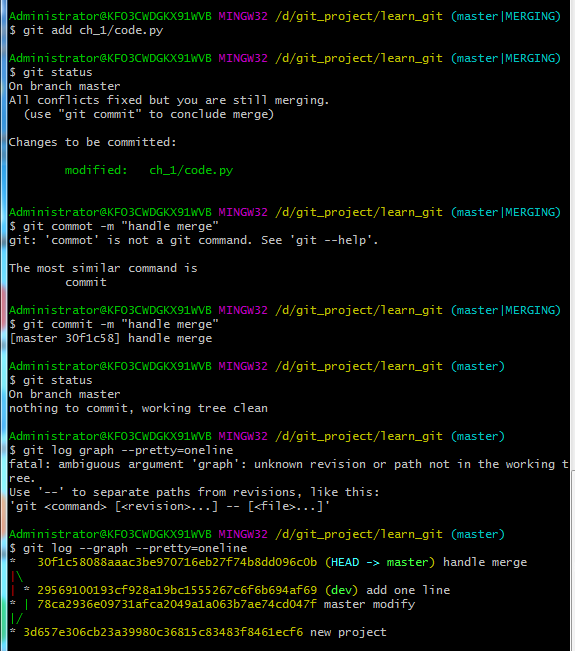 Administrator@KFO3CWDGKX91WVB MINGW32 /d/git_project/learn_git (master|MERGING)
$ git add ch_1/code.py
Administrator@KFO3CWDGKX91WVB MINGW32 /d/git_project/learn_git (master|MERGING)
$ git status
On branch master
All conflicts fixed but you are still merging.
  (use "git commit" to conclude merge)
Changes to be committed:
        modified:   ch_1/code.py
Administrator@KFO3CWDGKX91WVB MINGW32 /d/git_project/learn_git (master|MERGING)
$ git commot -m "handle merge"
git: 'commot' is not a git command. See 'git --help'.
The most similar command is
        commit
Administrator@KFO3CWDGKX91WVB MINGW32 /d/git_project/learn_git (master|MERGING)
$ git commit -m "handle merge"
[master 30f1c58] handle merge
Administrator@KFO3CWDGKX91WVB MINGW32 /d/git_project/learn_git (master)
$ git status
On branch master
nothing to commit, working tree clean
Administrator@KFO3CWDGKX91WVB MINGW32 /d/git_project/learn_git (master)
$ git log graph --pretty=oneline
fatal: ambiguous argument 'graph': unknown revision or path not in the working t
ree.
Use '--' to separate paths from revisions, like this:
'git <command> [<revision>...] -- [<file>...]'
Administrator@KFO3CWDGKX91WVB MINGW32 /d/git_project/learn_git (master)
$ git log --graph --pretty=oneline
*   30f1c58088aaac3be970716eb27f74b8dd096c0b (HEAD -> master) handle merge
|\
| * 29569100193cf928a19bc1555267c6f6b694af69 (dev) add one line
* | 78ca2936e09731afca2049a1a063b7ae74cd047f master modify
|/
* 3d657e306cb23a39980c36815c83483f8461ecf6 new project